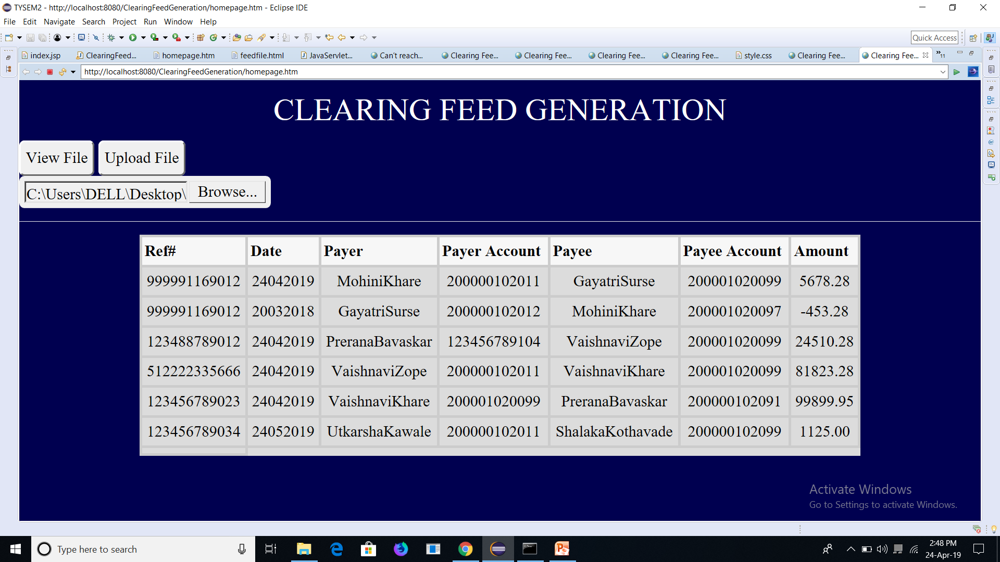 TYSEM2 - http://localhost:8080/ClearingFeedGeneration/homepage.htm - Eclipse IDE
File Edit Navigate Search Project Run Window Help
Quick Access
index.jsp ClearingFeed... homepage.htm feedfile.html JavaServlet... Can't reach... Clearing Fee... Clearing Fee... Clearing Fee... Clearing Fee... style.css Clearing Fee... Clearing Fee... »11
http://localhost:8080/ClearingFeedGeneration/homepage.htm
CLEARING FEED GENERATION
View File Upload File
C:\Users\DELL\Desktop\ Browse...
Ref# Date Payer Payer Account Payee Payee Account Amount
999991169012 24042019 MohiniKhare 200000102011 GayatriSurse 200001020099 5678.28
999991169012 20032018 GayatriSurse 200000102012 MohiniKhare 200001020097 -453.28
123488789012 24042019 PreranaBavaskar 123456789104 VaishnaviZope 200001020099 24510.28
512222335666 24042019 VaishnaviZope 200000102011 VaishnaviKhare 200001020099 81823.28
123456789023 24042019 VaishnaviKhare 200001020099 PreranaBavaskar 200000102091 99899.95
123456789034 24052019 UtkarshaKawale 200000102011 ShalakaKothavade 200000102099 1125.00
Activate Windows
Go to Settings to activate Windows.
Type here to search
2:48 PM
24-Apr-19